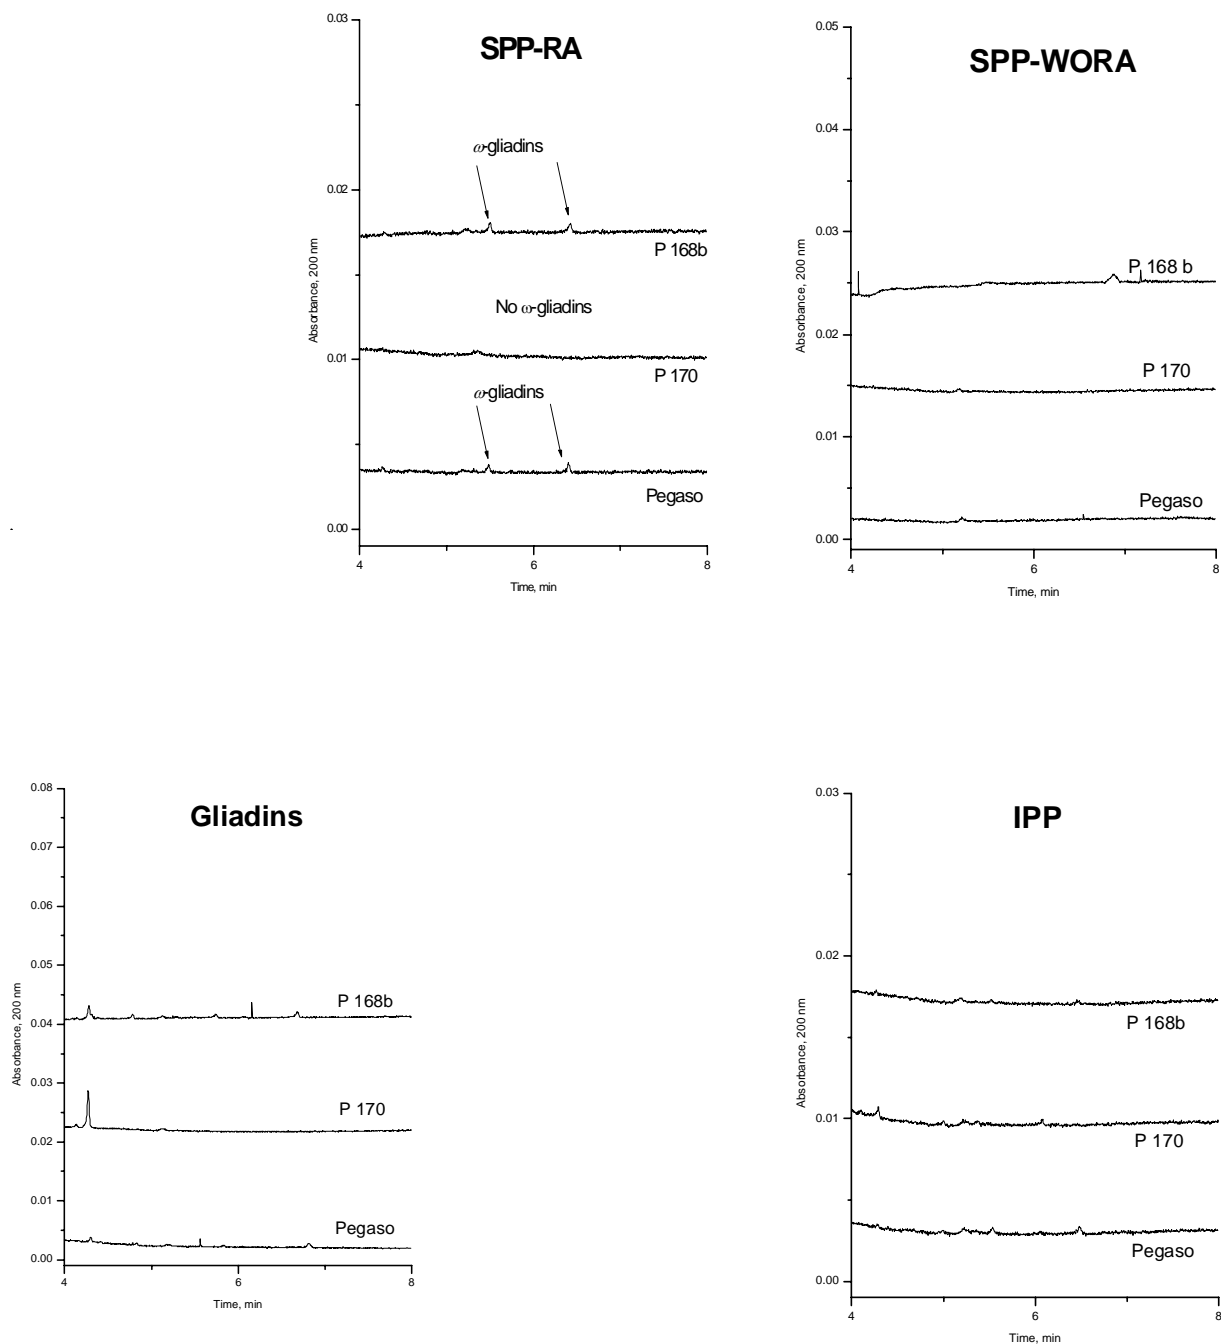 SPP-RA
0.03
0.02
0.01
0.00
Absorbance, 200 nm
ω-gliadins
P 168b
No ω-gliadins
P 170
ω-gliadins
Pegaso
4
6
8
Time, min
SPP-WORA
0.05
0.04
0.03
0.02
0.01
0.00
Absorbance, 200 nm
P 168 b
P 170
Pegaso
4
6
8
Time, min
Gliadins
0.08
0.07
0.06
0.05
0.04
0.03
0.02
0.01
0.00
Absorbance, 200 nm
P 168b
P 170
Pegaso
4
6
8
Time, min
IPP
0.03
0.02
0.01
0.00
Absorbance, 200 nm
P 168b
P 170
Pegaso
4
6
8
Time, min